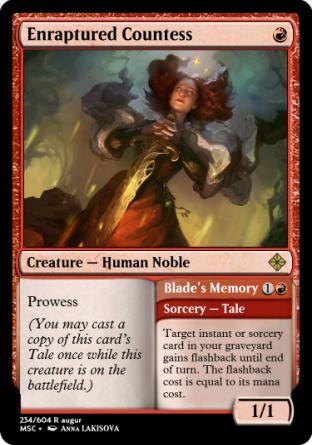 Enraptured Countess
Creature — Human Noble
Prowess
(You may cast a
copy of this card's
Tale once while this
creature is on the
battlefield.)
Blade's Memory 1
Sorcery — Tale
Target instant or sorcery
card in your graveyard
gains flashback until
end of turn. The flashback
cost is equal to its mana
cost.
1/1
234/604 R augur
MSC • Anna Lakisova